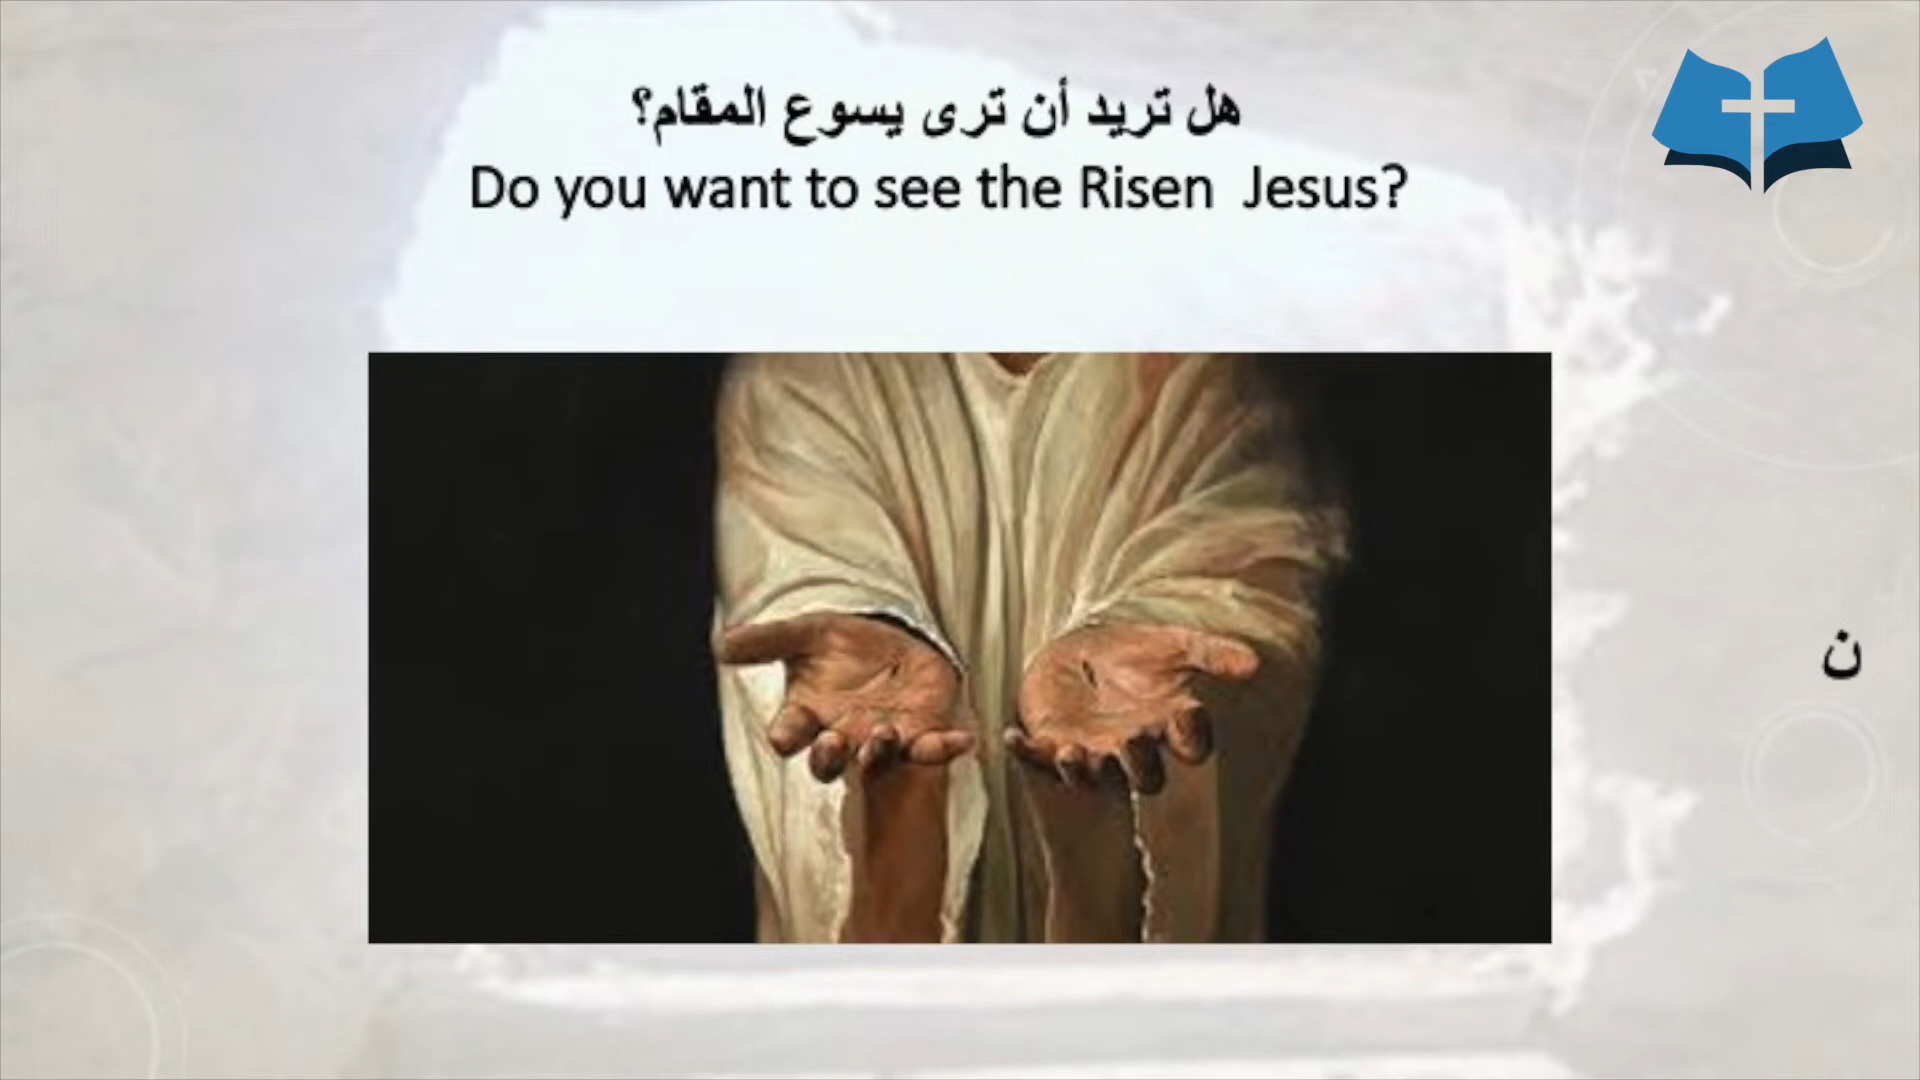 هل تريد أن ترى يسوع المقام؟
Do you want to see the Risen  Jesus?
ن